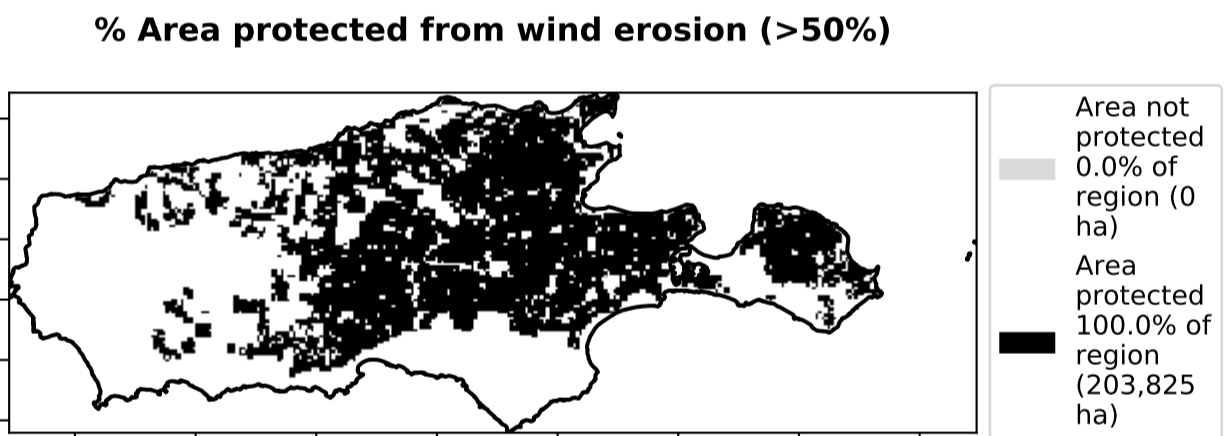 % Area protected from wind erosion (>50%)
Area not
protected
0.0% of
region (0
ha)
Area
protected
100.0% of
region
(203,825
ha)